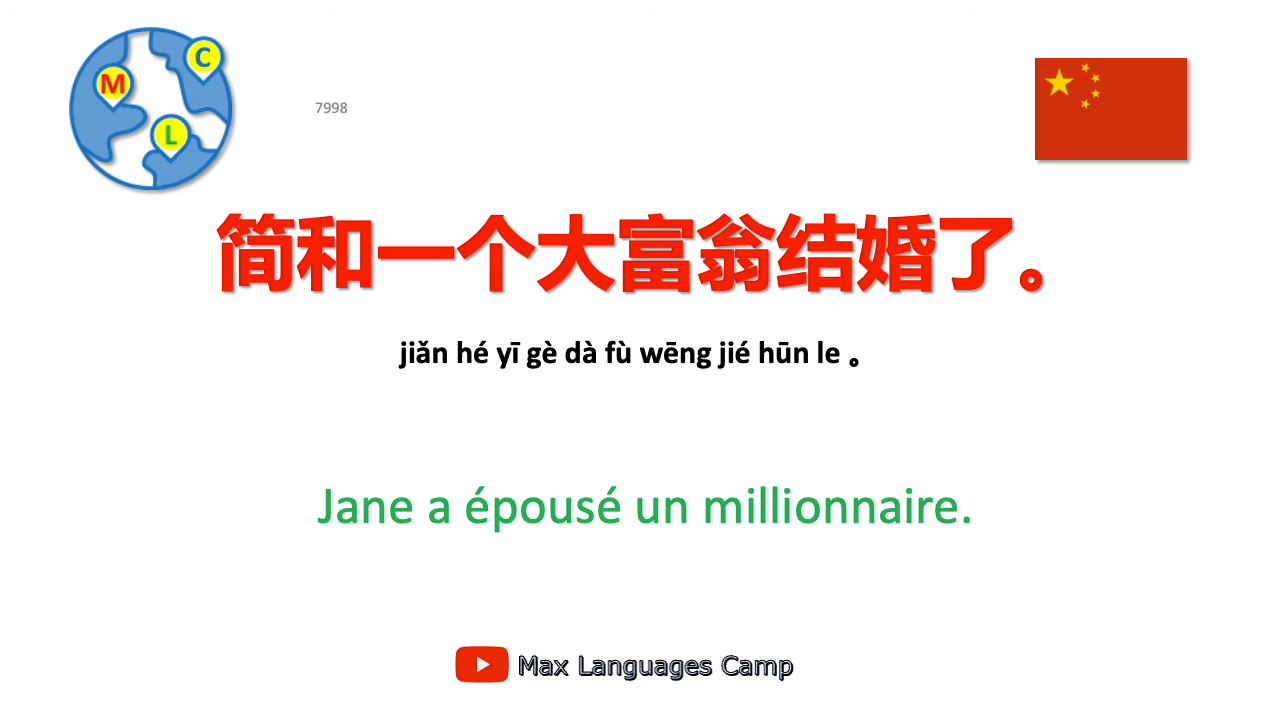 M
C
L
7998
简和一个大富翁结婚了。
jiǎn hé yī gè dà fù wēng jié hūn le 。
Jane a épousé un millionnaire.
Max Languages Camp